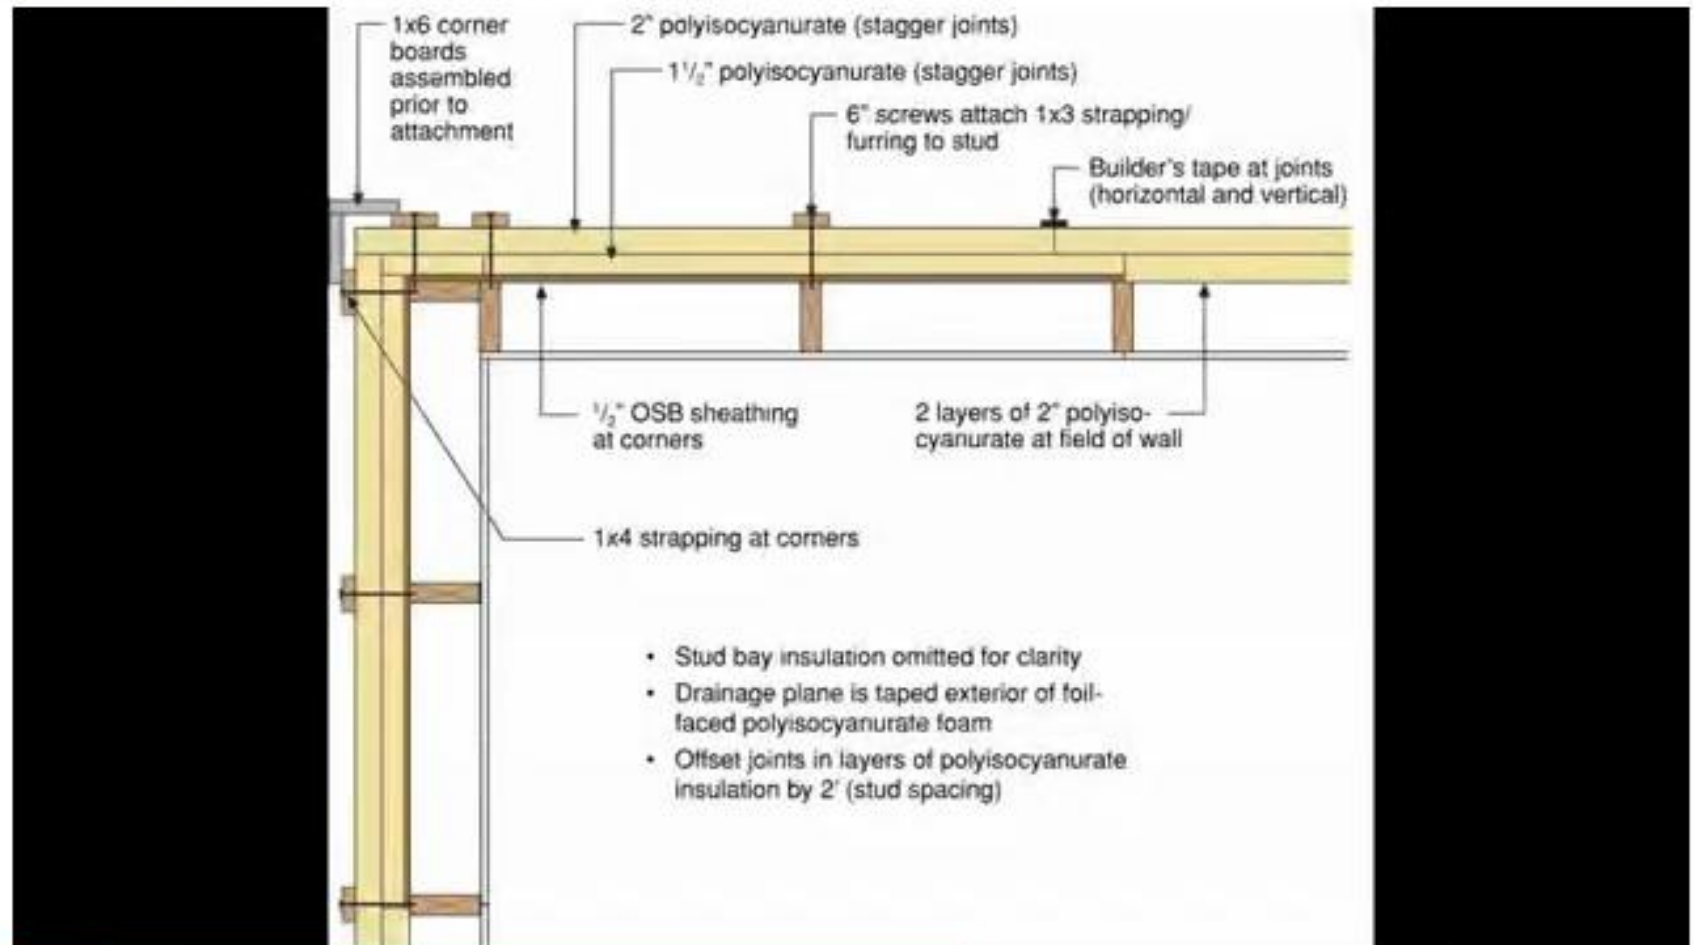 1x6 corner
boards
assembled
prior to
attachment
2" polyisocyanurate (stagger joints)
1 1/2" polyisocyanurate (stagger joints)
6" screws attach 1x3 strapping/
furring to stud
Builder's tape at joints
(horizontal and vertical)
1/2" OSB sheathing
at corners
2 layers of 2" polyiso-
cyanurate at field of wall
1x4 strapping at corners
• Stud bay insulation omitted for clarity
• Drainage plane is taped exterior of foil-
faced polyisocyanurate foam
• Offset joints in layers of polyisocyanurate
insulation by 2' (stud spacing)